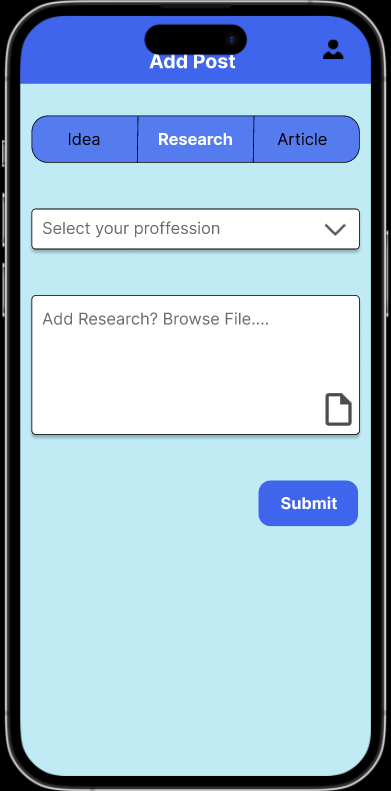 Add Post
Idea Research Article
Select your proffession
Add Research? Browse File....
Submit